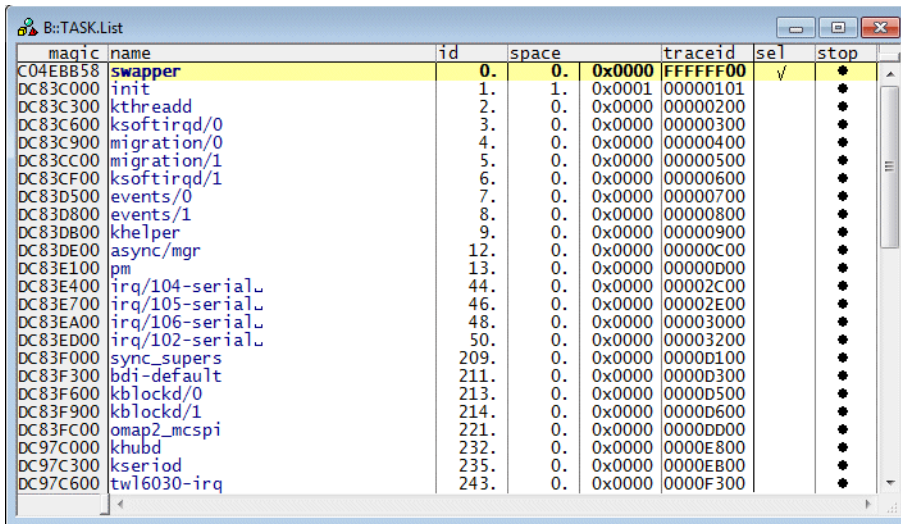 B::TASK.List
magic name id space traceid sel stop
C04EBB58 swapper 0. 0. 0x0000 FFFFFF00 √ ●
DC83C000 init 1. 1. 0x0001 00000101 ●
DC83C300 kthreadd 2. 0. 0x0000 00000200 ●
DC83C600 ksoftirqd/0 3. 0. 0x0000 00000300 ●
DC83C900 migration/0 4. 0. 0x0000 00000400 ●
DC83CC00 migration/1 5. 0. 0x0000 00000500 ●
DC83CF00 ksoftirqd/1 6. 0. 0x0000 00000600 ●
DC83D500 events/0 7. 0. 0x0000 00000700 ●
DC83D800 events/1 8. 0. 0x0000 00000800 ●
DC83DB00 khelper 9. 0. 0x0000 00000900 ●
DC83DE00 async/mgr 12. 0. 0x0000 00000C00 ●
DC83E100 pm 13. 0. 0x0000 00000D00 ●
DC83E400 irq/104-serial 44. 0. 0x0000 00002C00 ●
DC83E700 irq/105-serial 46. 0. 0x0000 00002E00 ●
DC83EA00 irq/106-serial 48. 0. 0x0000 00003000 ●
DC83ED00 irq/102-serial 50. 0. 0x0000 00003200 ●
DC83F000 sync_supers 209. 0. 0x0000 0000D100 ●
DC83F300 bdi-default 211. 0. 0x0000 0000D300 ●
DC83F600 kblockd/0 213. 0. 0x0000 0000D500 ●
DC83F900 kblockd/1 214. 0. 0x0000 0000D600 ●
DC83FC00 omap2_mcspi 221. 0. 0x0000 0000DD00 ●
DC97C000 khubd 232. 0. 0x0000 0000E800 ●
DC97C300 kseriod 235. 0. 0x0000 0000EB00 ●
DC97C600 twl6030-irq 243. 0. 0x0000 0000F300 ●